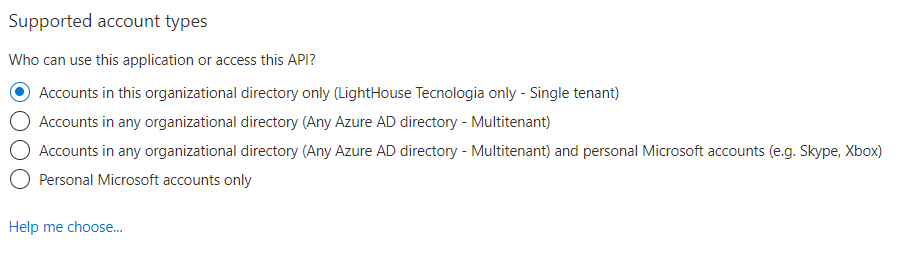 Supported account types
Who can use this application or access this API?
Accounts in this organizational directory only (LightHouse Tecnologia only - Single tenant)
Accounts in any organizational directory (Any Azure AD directory - Multitenant)
Accounts in any organizational directory (Any Azure AD directory - Multitenant) and personal Microsoft accounts (e.g. Skype, Xbox)
Personal Microsoft accounts only
Help me choose...